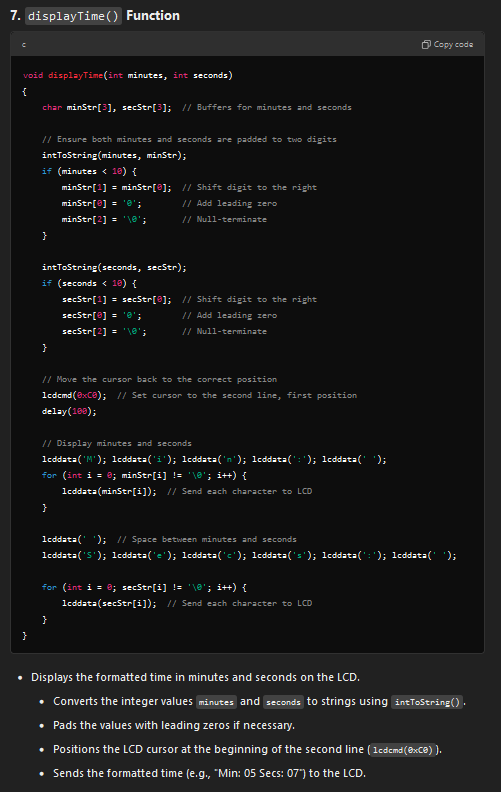 7. displayTime() Function
c
Copy code
void displayTime(int minutes, int seconds)
{
char minStr[3], secStr[3];  // Buffers for minutes and seconds
// Ensure both minutes and seconds are padded to two digits
intToString(minutes, minStr);
if (minutes < 10) {
minStr[1] = minStr[0];  // Shift digit to the right
minStr[0] = '0';        // Add leading zero
minStr[2] = '\0';       // Null-terminate
}
intToString(seconds, secStr);
if (seconds < 10) {
secStr[1] = secStr[0];  // Shift digit to the right
secStr[0] = '0';        // Add leading zero
secStr[2] = '\0';       // Null-terminate
}
// Move the cursor back to the correct position
lcdcmd(0xC0);  // Set cursor to the second line, first position
delay(100);
// Display minutes and seconds
lcddata('M'); lcddata('i'); lcddata('n'); lcddata(':'); lcddata(' ');
for (int i = 0; minStr[i] != '\0'; i++) {
lcddata(minStr[i]);  // Send each character to LCD
}
lcddata(' ');  // Space between minutes and seconds
lcddata('S'); lcddata('e'); lcddata('c'); lcddata('s'); lcddata(':'); lcddata(' ');
for (int i = 0; secStr[i] != '\0'; i++) {
lcddata(secStr[i]);  // Send each character to LCD
}
}
• Displays the formatted time in minutes and seconds on the LCD.
• Converts the integer values minutes and seconds to strings using intToString().
• Pads the values with leading zeros if necessary.
• Positions the LCD cursor at the beginning of the second line (lcdcmd(0xC0)).
• Sends the formatted time (e.g., "Min: 05 Secs: 07") to the LCD.